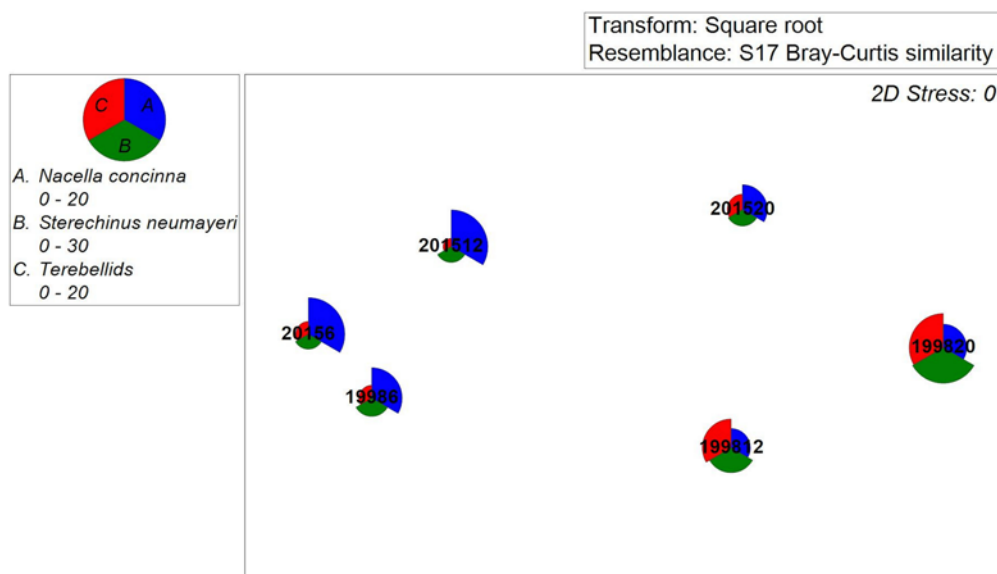 Transform: Square root
Resemblance: S17 Bray-Curtis similarity
2D Stress: 0
C
A
B
A. Nacella concinna
0 - 20
B. Sterechinus neumayeri
0 - 30
C. Terebellids
0 - 20
201520
201512
20156
199820
19986
199812